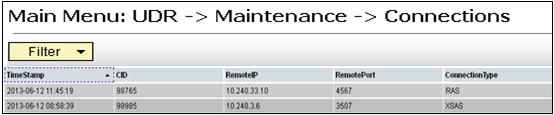 Main Menu: UDR -> Maintenance -> Connections
Filter
TimeStamp CID RemoteIP RemotePort ConnectionType
2013-06-12 11:45:19 98765 10.240.33.10 4567 RAS
2013-06-12 08:58:39 98985 10.240.3.6 3507 XSAS